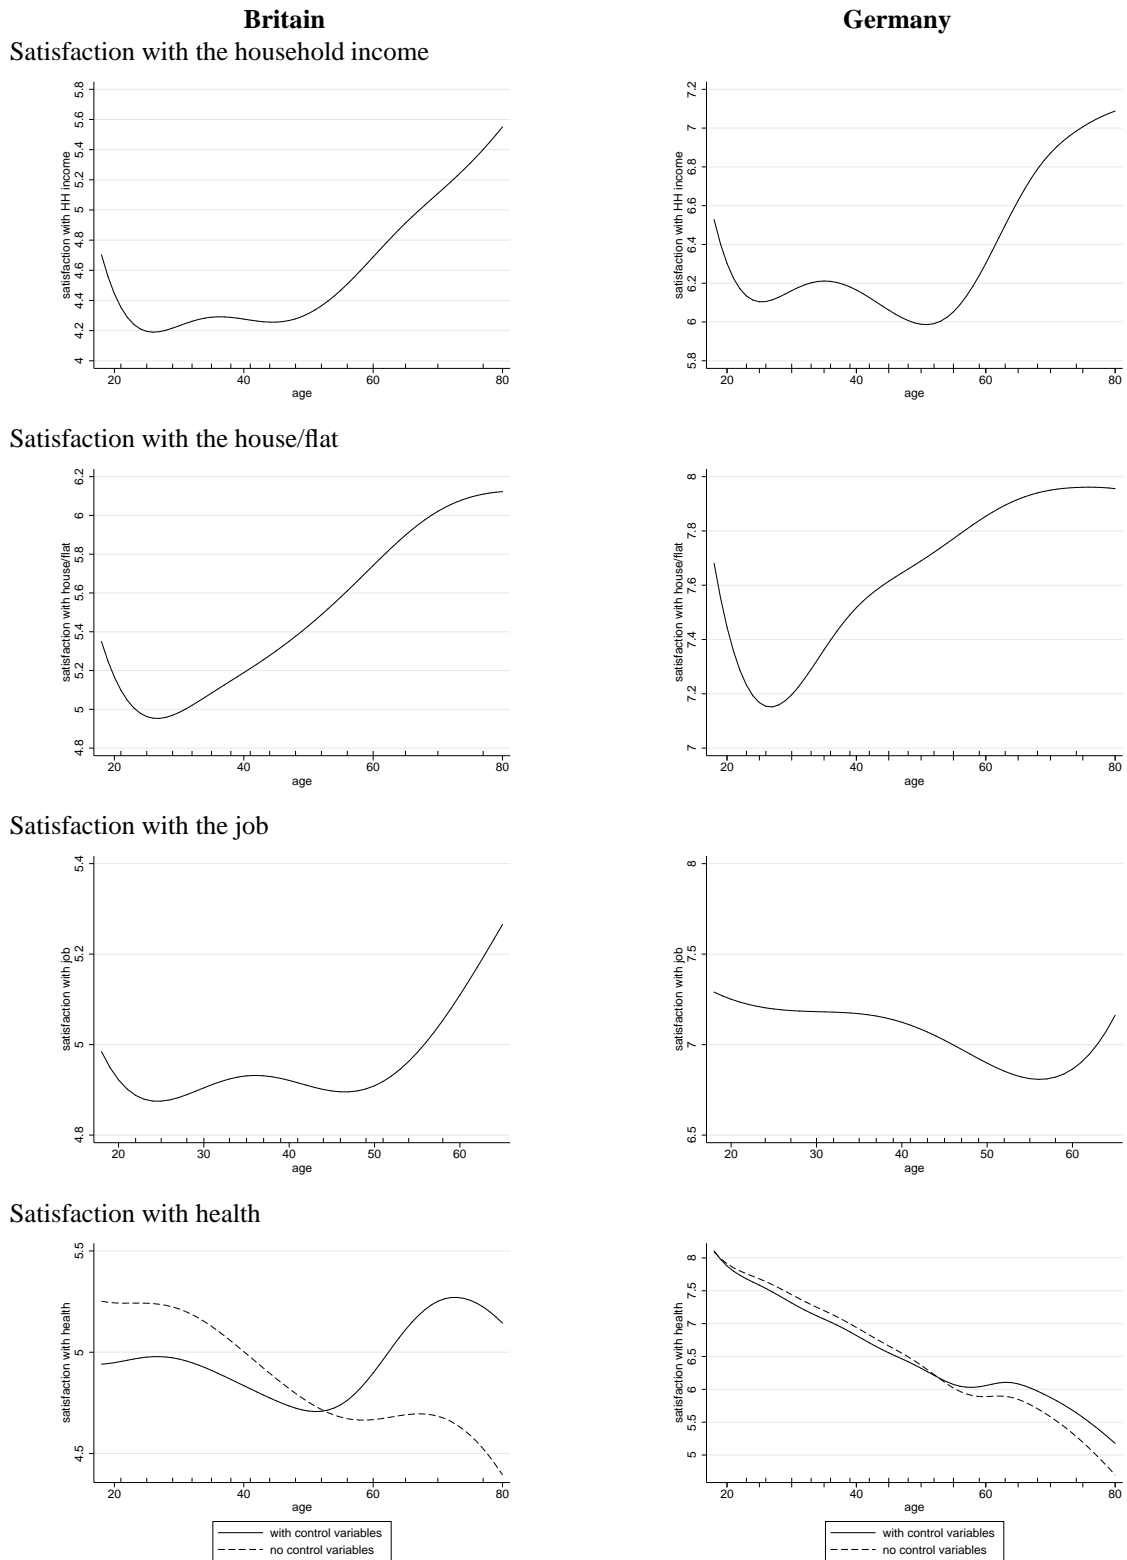 Britain
Germany
Satisfaction with the household income
satisfaction with HH income
4 4.2 4.4 4.6 4.8 5 5.2 5.4 5.6 5.8
20 40 60 80
age
satisfaction with HH income
5.8 6 6.2 6.4 6.6 6.8 7 7.2
20 40 60 80
age
Satisfaction with the house/flat
satisfaction with house/flat
4.8 5 5.2 5.4 5.6 5.8 6 6.2
20 40 60 80
age
satisfaction with house/flat
7 7.2 7.4 7.6 7.8 8
20 40 60 80
age
Satisfaction with the job
satisfaction with job
4.8 5 5.2 5.4
20 30 40 50 60
age
satisfaction with job
6.5 7 7.5 8
20 30 40 50 60
age
Satisfaction with health
satisfaction with health
4.5 5 5.5
20 40 60 80
age
with control variables
no control variables
satisfaction with health
5 5.5 6 6.5 7 7.5 8
20 40 60 80
age
with control variables
no control variables